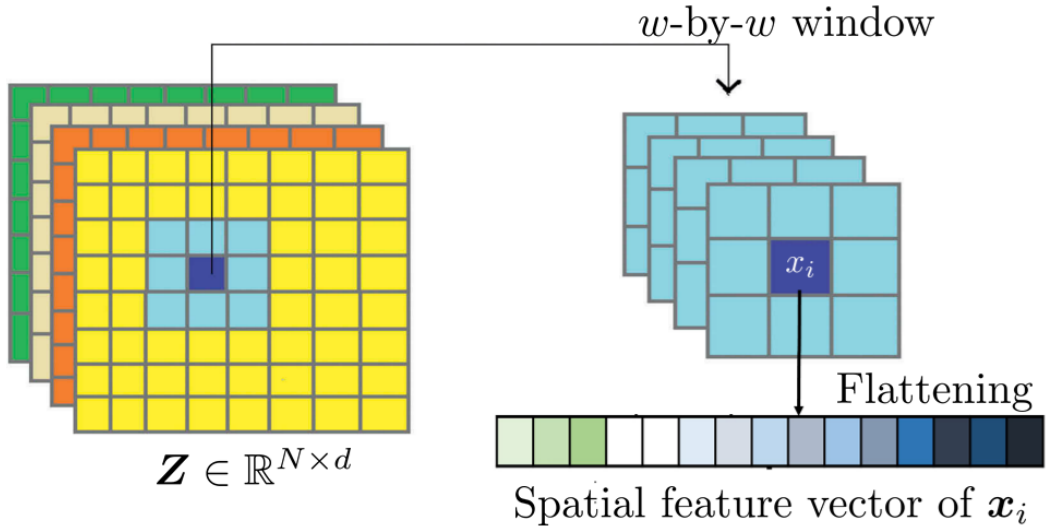 w-by-w window
x_i
Flattening
Z ∈ ℝ^{N×d}
Spatial feature vector of x_i